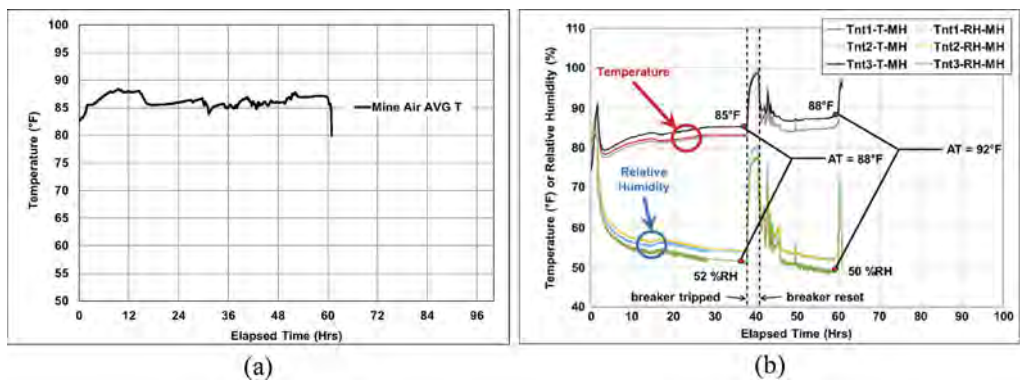 100
95
90
85
80
75
70
65
60
55
50
0 12 24 36 48 60 72 84 96
Temperature (°F)
Elapsed Time (Hrs)
Mine Air AVG T
(a)
Tnt1-T-MH Tnt1-RH-MH
Tnt2-T-MH Tnt2-RH-MH
Tnt3-T-MH Tnt3-RH-MH
110
100
90
80
70
60
50
40
0 10 20 30 40 50 60 70 80 90 100
Temperature (°F) or Relative Humidity (%)
Elapsed Time (Hrs)
Temperature
85°F
88°F
AT = 88°F
AT = 92°F
Relative
Humidity
52 %RH
50 %RH
breaker tripped
breaker reset
(b)